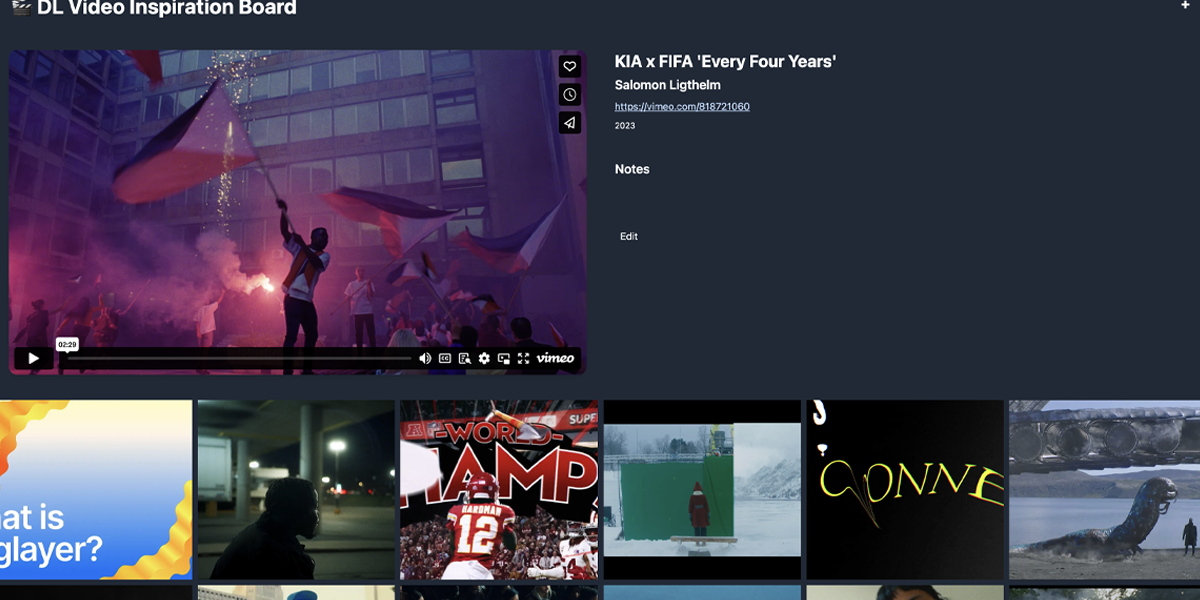 DL Video Inspiration Board
KIA x FIFA 'Every Four Years'
Salomon Ligthelm
https://vimeo.com/818721060
2023
Notes
Edit
02:29
CC
vimeo
at is
glayer?
SUPE
WORLD
HAMP
HARDMAN
12
CONNE